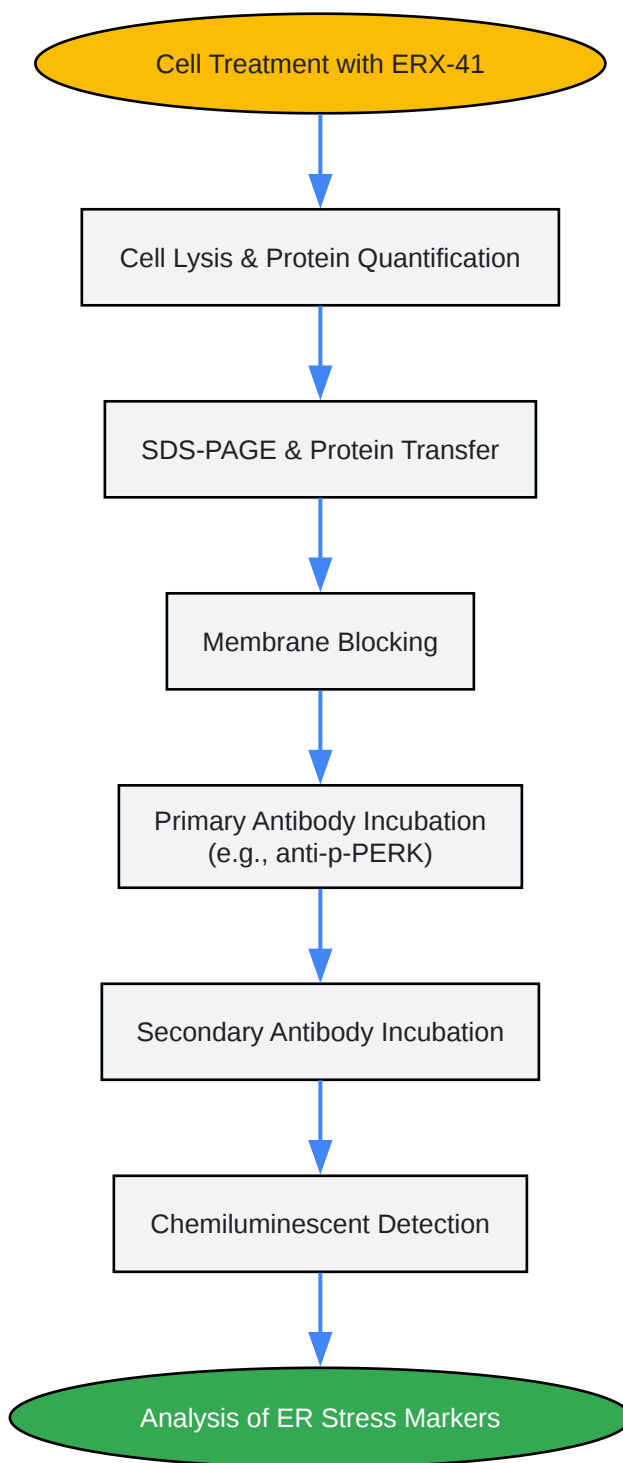 Cell Treatment with ERX-41
Cell Lysis & Protein Quantification
SDS-PAGE & Protein Transfer
Membrane Blocking
Primary Antibody Incubation
(e.g., anti-p-PERK)
Secondary Antibody Incubation
Chemiluminescent Detection
Analysis of ER Stress Markers